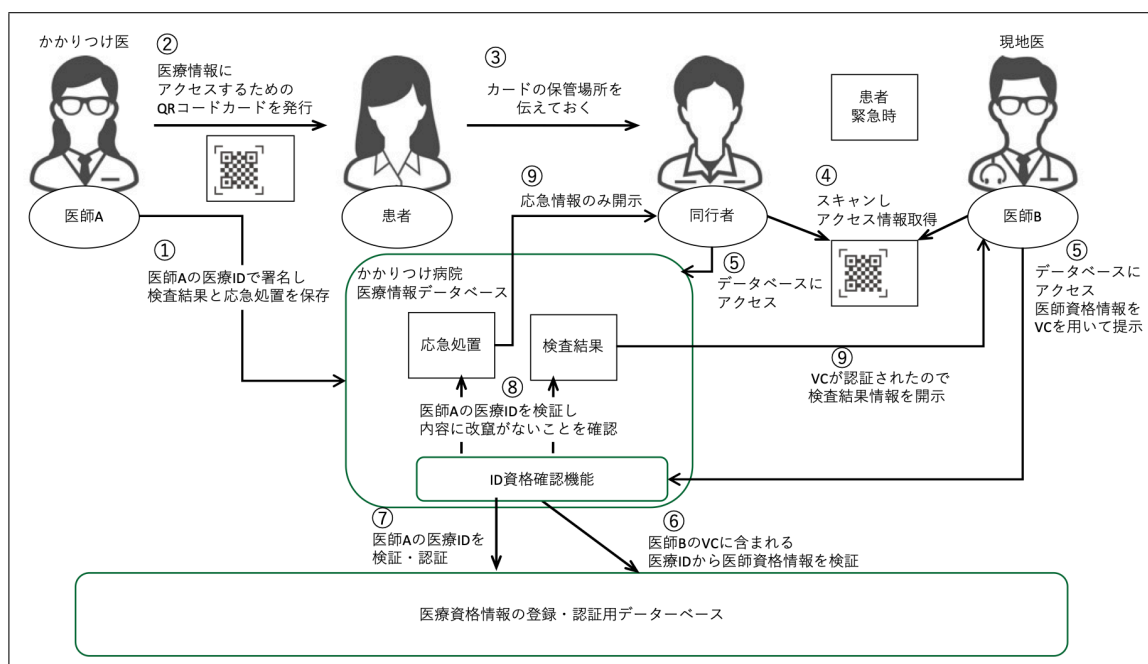 かかりつけ医
②
医療情報に
アクセスするための
QRコードカードを発行
③
カードの保管場所を
伝えておく
現地医
患者
緊急時
医師A
患者
⑨
応急情報のみ開示
同行者
④
スキャンし
アクセス情報取得
医師B
①
医師Aの医療IDで署名し
検査結果と応急処置を保存
かかりつけ病院
医療情報データベース
⑤
データベースに
アクセス
⑤
データベースに
アクセス
医師資格情報を
VCを用いて提示
応急処置
検査結果
⑨
VCが認証されたので
検査結果情報を開示
⑧
医師Aの医療IDを検証し
内容に改竄がないことを確認
ID資格確認機能
⑦
医師Aの医療IDを
検証・認証
⑥
医師BのVCに含まれる
医療IDから医師資格情報を検証
医療資格情報の登録・認証用データーベース